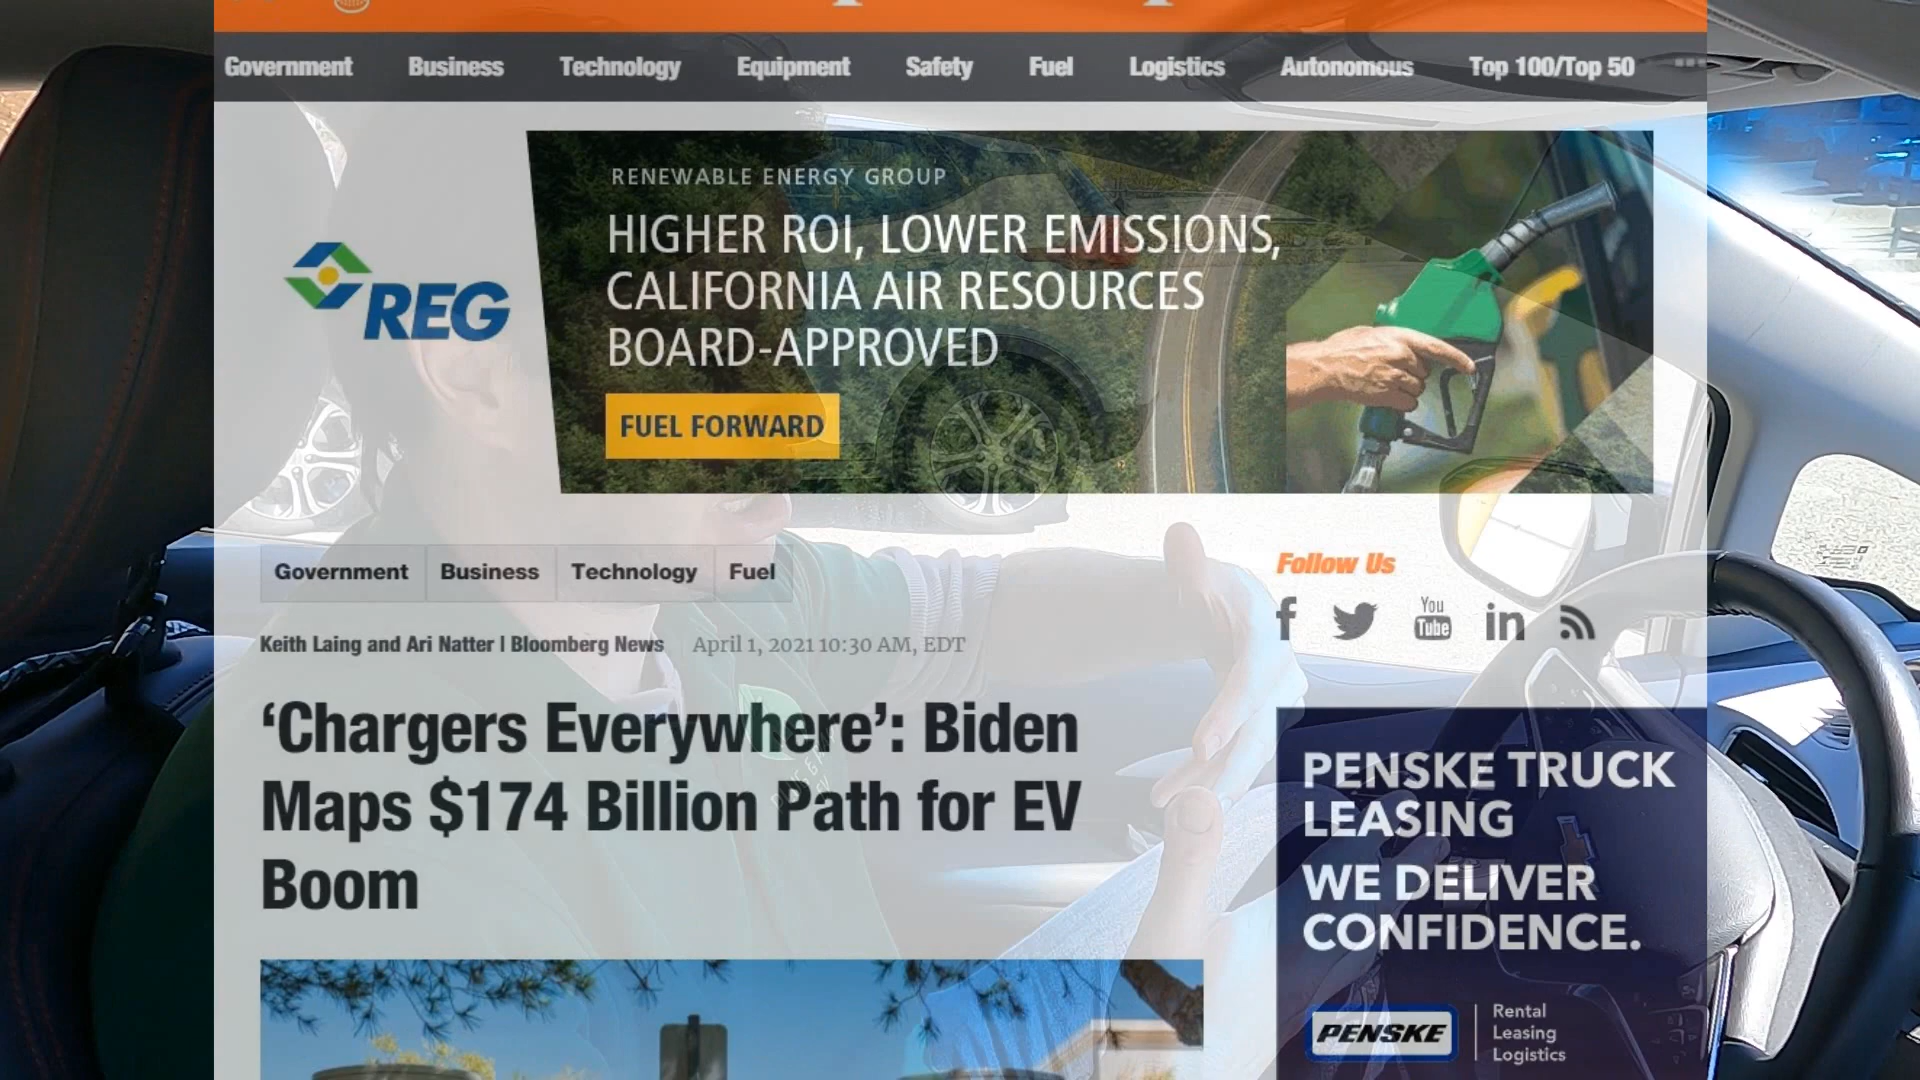 Government Business Technology Equipment Safety Fuel Logistics Autonomous Top 100/Top 50
RENEWABLE ENERGY GROUP
HIGHER ROI, LOWER EMISSIONS,
CALIFORNIA AIR RESOURCES
BOARD-APPROVED
REG
FUEL FORWARD
Government Business Technology Fuel
Follow Us
You
Tube
in
Keith Laing and Ari Natter | Bloomberg News April 1, 2021 10:30 AM, EDT
‘Chargers Everywhere’: Biden
Maps $174 Billion Path for EV
Boom
PENSKE TRUCK
LEASING
WE DELIVER
CONFIDENCE.
PENSKE
Rental
Leasing
Logistics